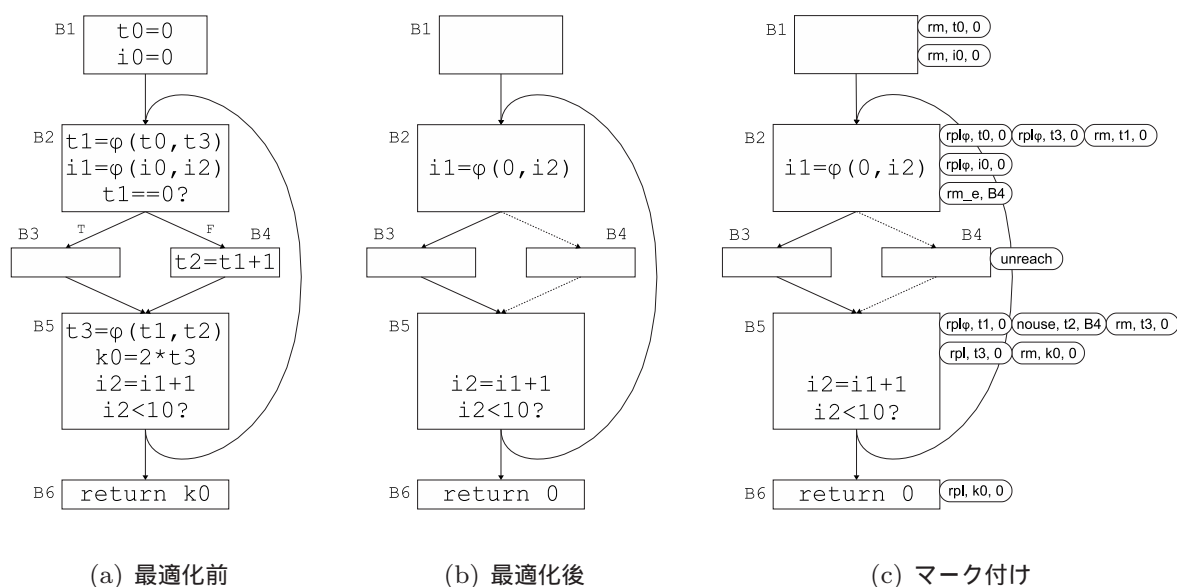 B1
t0=0
i0=0
B2
t1=φ(t0,t3)
i1=φ(i0,i2)
t1==0?
T
F
B3
B4
t2=t1+1
B5
t3=φ(t1,t2)
k0=2*t3
i2=i1+1
i2<10?
B6
return k0
(a) 最適化前
B1
B2
i1=φ(0,i2)
B3
B4
B5
i2=i1+1
i2<10?
B6
return 0
(b) 最適化後
B1
rm, t0, 0
rm, i0, 0
B2
i1=φ(0,i2)
rplφ, t0, 0
rplφ, t3, 0
rm, t1, 0
rplφ, i0, 0
rm_e, B4
B3
B4
unreach
B5
rplφ, t1, 0
nouse, t2, B4
rm, t3, 0
rpl, t3, 0
rm, k0, 0
i2=i1+1
i2<10?
B6
return 0
rpl, k0, 0
(c) マーク付け